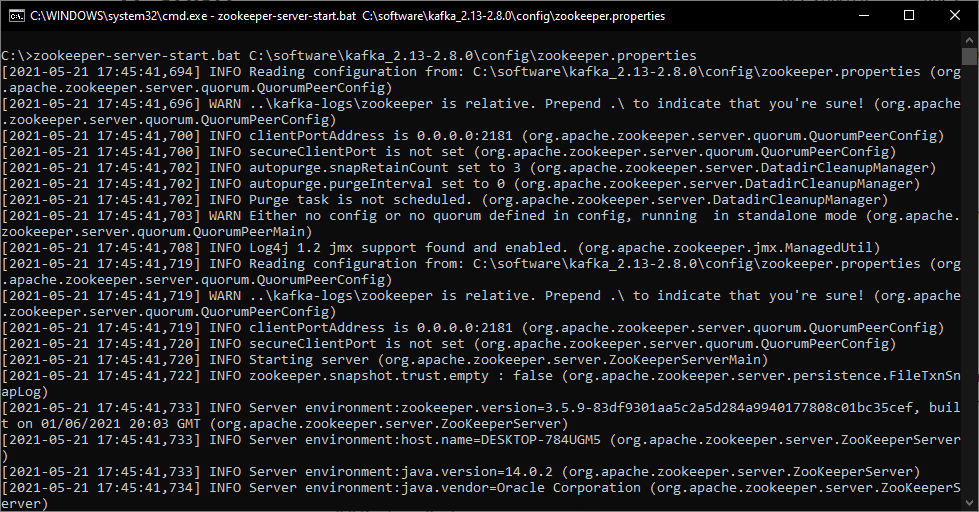 C:\WINDOWS\system32\cmd.exe - zookeeper-server-start.bat  C:\software\kafka_2.13-2.8.0\config\zookeeper.properties
C:\>zookeeper-server-start.bat C:\software\kafka_2.13-2.8.0\config\zookeeper.properties
[2021-05-21 17:45:41,694] INFO Reading configuration from: C:\software\kafka_2.13-2.8.0\config\zookeeper.properties (org
.apache.zookeeper.server.quorum.QuorumPeerConfig)
[2021-05-21 17:45:41,696] WARN ..\kafka-logs\zookeeper is relative. Prepend .\ to indicate that you're sure! (org.apache
.zookeeper.server.quorum.QuorumPeerConfig)
[2021-05-21 17:45:41,700] INFO clientPortAddress is 0.0.0.0:2181 (org.apache.zookeeper.server.quorum.QuorumPeerConfig)
[2021-05-21 17:45:41,700] INFO secureClientPort is not set (org.apache.zookeeper.server.quorum.QuorumPeerConfig)
[2021-05-21 17:45:41,702] INFO autopurge.snapRetainCount set to 3 (org.apache.zookeeper.server.DatadirCleanupManager)
[2021-05-21 17:45:41,702] INFO autopurge.purgeInterval set to 0 (org.apache.zookeeper.server.DatadirCleanupManager)
[2021-05-21 17:45:41,702] INFO Purge task is not scheduled. (org.apache.zookeeper.server.DatadirCleanupManager)
[2021-05-21 17:45:41,703] WARN Either no config or no quorum defined in config, running  in standalone mode (org.apache.
zookeeper.server.quorum.QuorumPeerMain)
[2021-05-21 17:45:41,708] INFO Log4j 1.2 jmx support found and enabled. (org.apache.zookeeper.jmx.ManagedUtil)
[2021-05-21 17:45:41,719] INFO Reading configuration from: C:\software\kafka_2.13-2.8.0\config\zookeeper.properties (org
.apache.zookeeper.server.quorum.QuorumPeerConfig)
[2021-05-21 17:45:41,719] WARN ..\kafka-logs\zookeeper is relative. Prepend .\ to indicate that you're sure! (org.apache
.zookeeper.server.quorum.QuorumPeerConfig)
[2021-05-21 17:45:41,719] INFO clientPortAddress is 0.0.0.0:2181 (org.apache.zookeeper.server.quorum.QuorumPeerConfig)
[2021-05-21 17:45:41,720] INFO secureClientPort is not set (org.apache.zookeeper.server.quorum.QuorumPeerConfig)
[2021-05-21 17:45:41,720] INFO Starting server (org.apache.zookeeper.server.ZooKeeperServerMain)
[2021-05-21 17:45:41,722] INFO zookeeper.snapshot.trust.empty : false (org.apache.zookeeper.server.persistence.FileTxnSn
apLog)
[2021-05-21 17:45:41,733] INFO Server environment:zookeeper.version=3.5.9-83df9301aa5c2a5d284a9940177808c01bc35cef, buil
t on 01/06/2021 20:03 GMT (org.apache.zookeeper.server.ZooKeeperServer)
[2021-05-21 17:45:41,733] INFO Server environment:host.name=DESKTOP-784UGM5 (org.apache.zookeeper.server.ZooKeeperServer
)
[2021-05-21 17:45:41,733] INFO Server environment:java.version=14.0.2 (org.apache.zookeeper.server.ZooKeeperServer)
[2021-05-21 17:45:41,734] INFO Server environment:java.vendor=Oracle Corporation (org.apache.zookeeper.server.ZooKeeperS
erver)